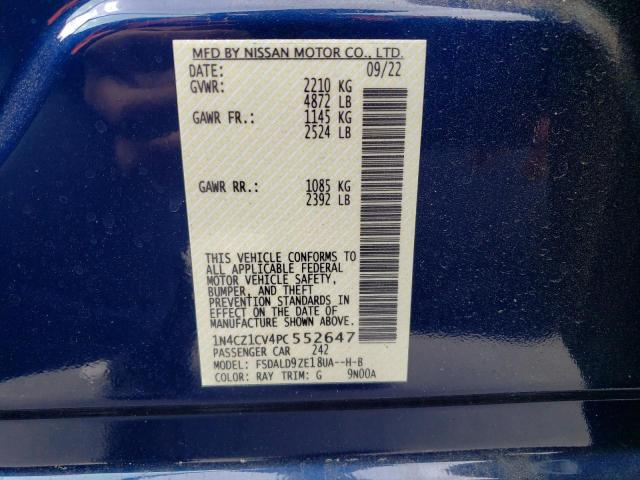 MFD BY NISSAN MOTOR CO., LTD.
DATE: 09/22
GVWR: 2210 KG
4872 LB
GAWR FR.: 1145 KG
2524 LB
GAWR RR.: 1085 KG
2392 LB
THIS VEHICLE CONFORMS TO
ALL APPLICABLE FEDERAL
MOTOR VEHICLE SAFETY,
BUMPER, AND THEFT
PREVENTION STANDARDS IN
EFFECT ON THE DATE OF
MANUFACTURE SHOWN ABOVE.
1N4CZ1CV4PC552647
PASSENGER CAR 242
MODEL: FSDALD9ZE18UA--H-B
COLOR: RAY TRIM: G 9N00A